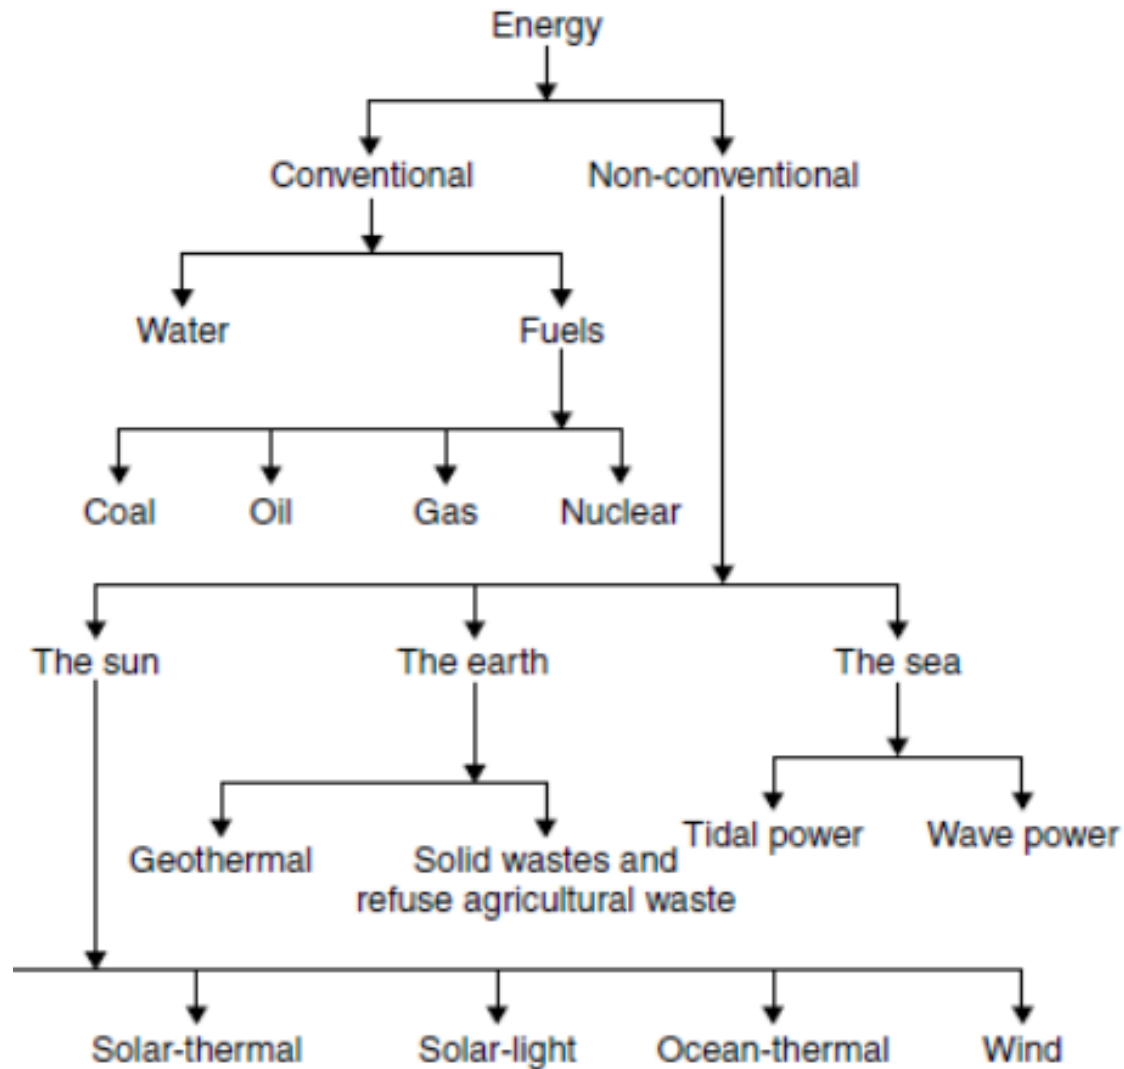 Energy
Conventional
Non-conventional
Water
Fuels
Coal
Oil
Gas
Nuclear
The sun
The earth
The sea
Tidal power
Wave power
Geothermal
Solid wastes and
refuse agricultural waste
Solar-thermal
Solar-light
Ocean-thermal
Wind